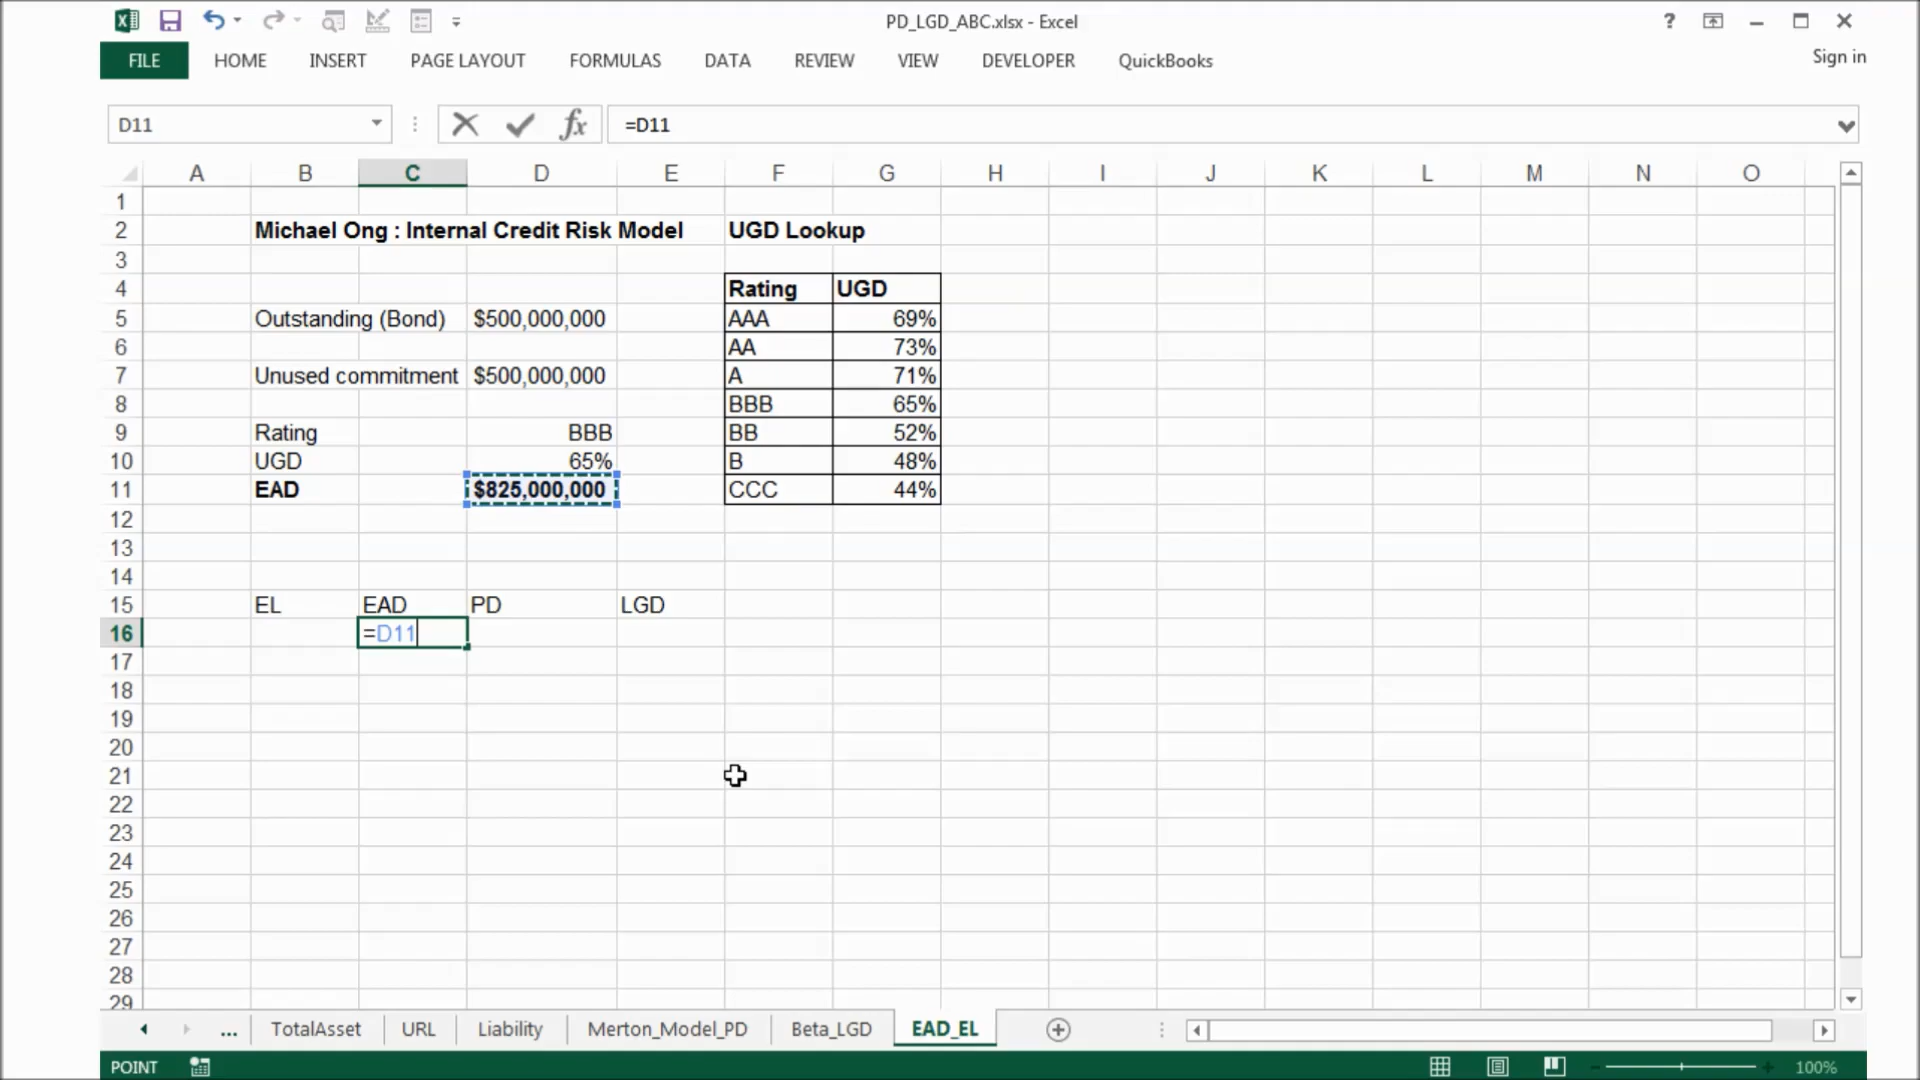 PD_LGD_ABC.xlsx - Excel
?
Sign in
FILE HOME INSERT PAGE LAYOUT FORMULAS DATA REVIEW VIEW DEVELOPER QuickBooks
D11 fx =D11
A B C D E F G H I J K L M N O
1
2 Michael Ong : Internal Credit Risk Model UGD Lookup
3
4 Rating UGD
5 Outstanding (Bond) $500,000,000 AAA 69%
6 AA 73%
7 Unused commitment $500,000,000 A 71%
8 BBB 65%
9 Rating BBB BB 52%
10 UGD 65% B 48%
11 EAD $825,000,000 CCC 44%
12
13
14
15 EL EAD PD LGD
16 =D11
17
18
19
20
21
22
23
24
25
26
27
28
29
... TotalAsset URL Liability Merton_Model_PD Beta_LGD EAD_EL
POINT 100%